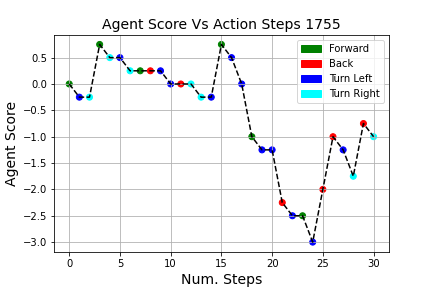 Agent Score Vs Action Steps 1755
Forward
Back
Turn Left
Turn Right
Agent Score
0.5
0.0
−0.5
−1.0
−1.5
−2.0
−2.5
−3.0
0 5 10 15 20 25 30
Num. Steps